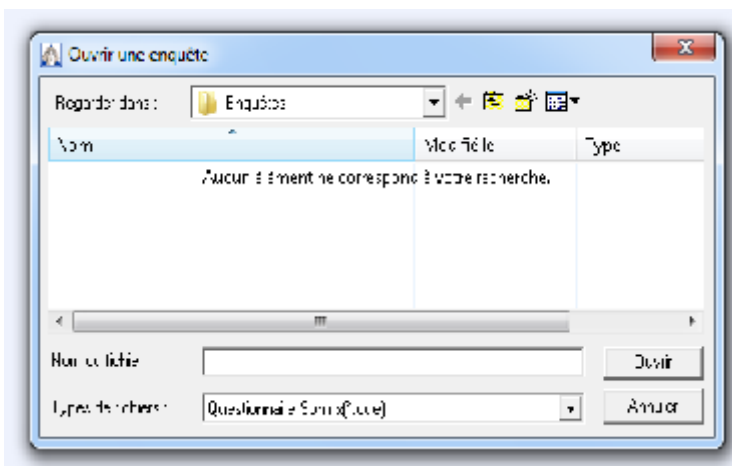 Ouvrir une enquête
Regarder dans : Enquêtes
Nom Modifié le Type
Aucun élément ne correspond à votre recherche.
Nom du fichier Ouvrir
Types de fichiers : Questionnaire Annuler